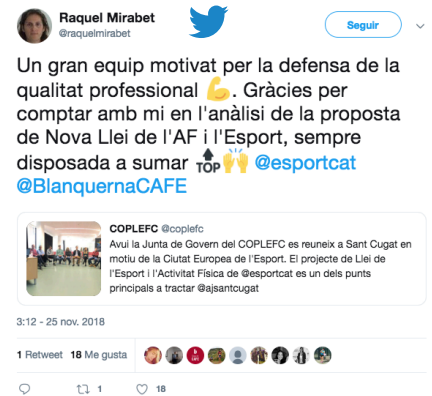 Raquel Mirabet
@raquelmirabet
Seguir
Un gran equip motivat per la defensa de la
qualitat professional 💪. Gràcies per
comptar amb mi en l'anàlisi de la proposta
de Nova Llei de l'AF i l'Esport, sempre
disposada a sumar 🔝🙌 @esportcat
@BlanquernaCAFE
COPLEFC @coplefc
Avui la Junta de Govern del COPLEFC es reuneix a Sant Cugat en
motiu de la Ciutat Europea de l'Esport. El projecte de Llei de
l'Esport i l'Activitat Física de @esportcat es un dels punts
principals a tractar @ajsantcugat
3:12 - 25 nov. 2018
1 Retweet 18 Me gusta
1 18